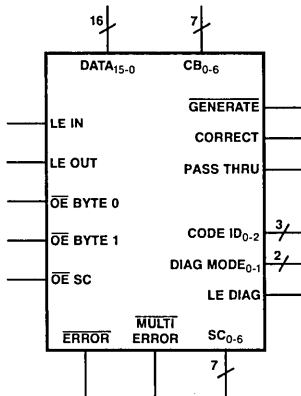 16 7
DATA15-0 CB0-6
GENERATE
LE IN
CORRECT
LE OUT
PASS THRU
OE BYTE 0
OE BYTE 1
CODE ID0-2 3
DIAG MODE0-1 2
OE SC
LE DIAG
ERROR
MULTI ERROR
SC0-6
7